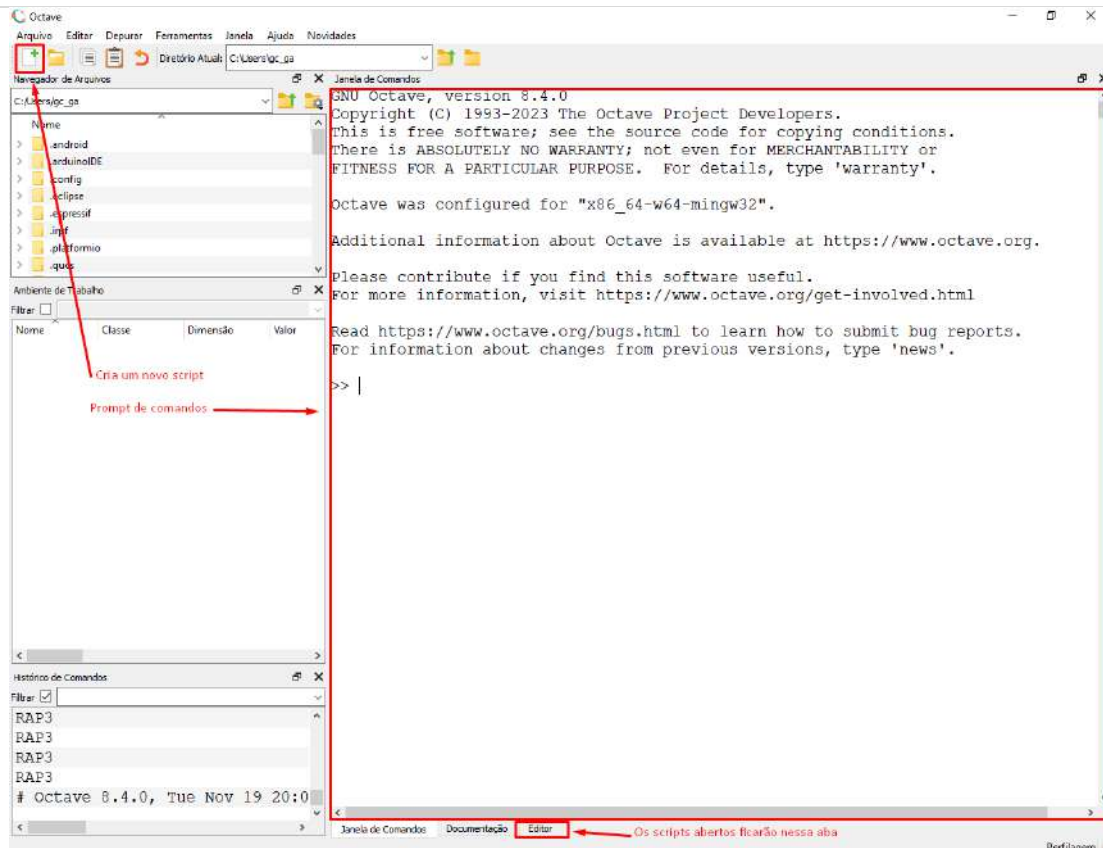 Octave
Arquivo Editar Depurar Ferramentas Janela Ajuda Novidades
Diretório Atual: C:\Users\gc_ga
Navegador de Arquivos
C:/Users/gc_ga
Nome
.android
.arduinoIDE
.config
.eclipse
.espressif
.platformio
Ambiente de Trabalho
Filtrar
Nome Classe Dimensão Valor
Cria um novo script
Prompt de comandos
Histórico de Comandos
Filtrar
RAP3
RAP3
RAP3
RAP3
# Octave 8.4.0, Tue Nov 19 20:0
Janela de Comandos
GNU Octave, version 8.4.0
Copyright (C) 1993-2023 The Octave Project Developers.
This is free software; see the source code for copying conditions.
There is ABSOLUTELY NO WARRANTY; not even for MERCHANTABILITY or
FITNESS FOR A PARTICULAR PURPOSE.  For details, type 'warranty'.
Octave was configured for "x86_64-w64-mingw32".
Additional information about Octave is available at https://www.octave.org.
Please contribute if you find this software useful.
For more information, visit https://www.octave.org/get-involved.html
Read https://www.octave.org/bugs.html to learn how to submit bug reports.
For information about changes from previous versions, type 'news'.
>>
Janela de Comandos Documentação Editor
Os scripts abertos ficarão nessa aba